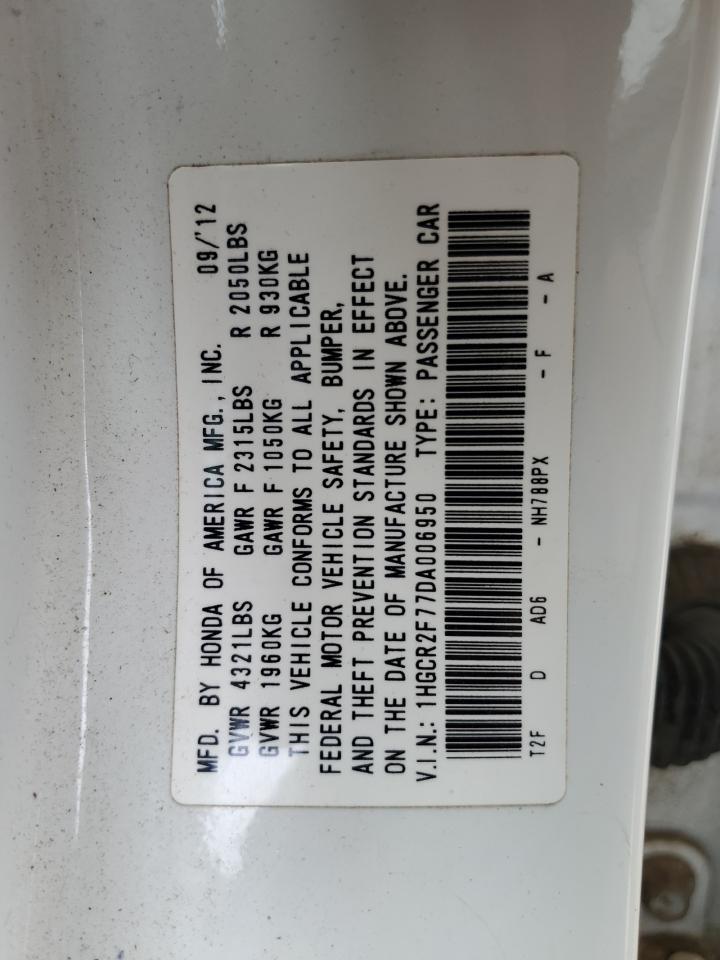 MFD. BY HONDA OF AMERICA MFG., INC. 09/'12
GVWR 4321LBS GAWR F 2315LBS R 2050LBS
GVWR 1960KG GAWR F 1050KG R 930KG
THIS VEHICLE CONFORMS TO ALL APPLICABLE
FEDERAL MOTOR VEHICLE SAFETY, BUMPER,
AND THEFT PREVENTION STANDARDS IN EFFECT
ON THE DATE OF MANUFACTURE SHOWN ABOVE.
V.I.N.: 1HGCR2F77DA006950 TYPE: PASSENGER CAR
T2F D AD6 - NH788PX - F - A